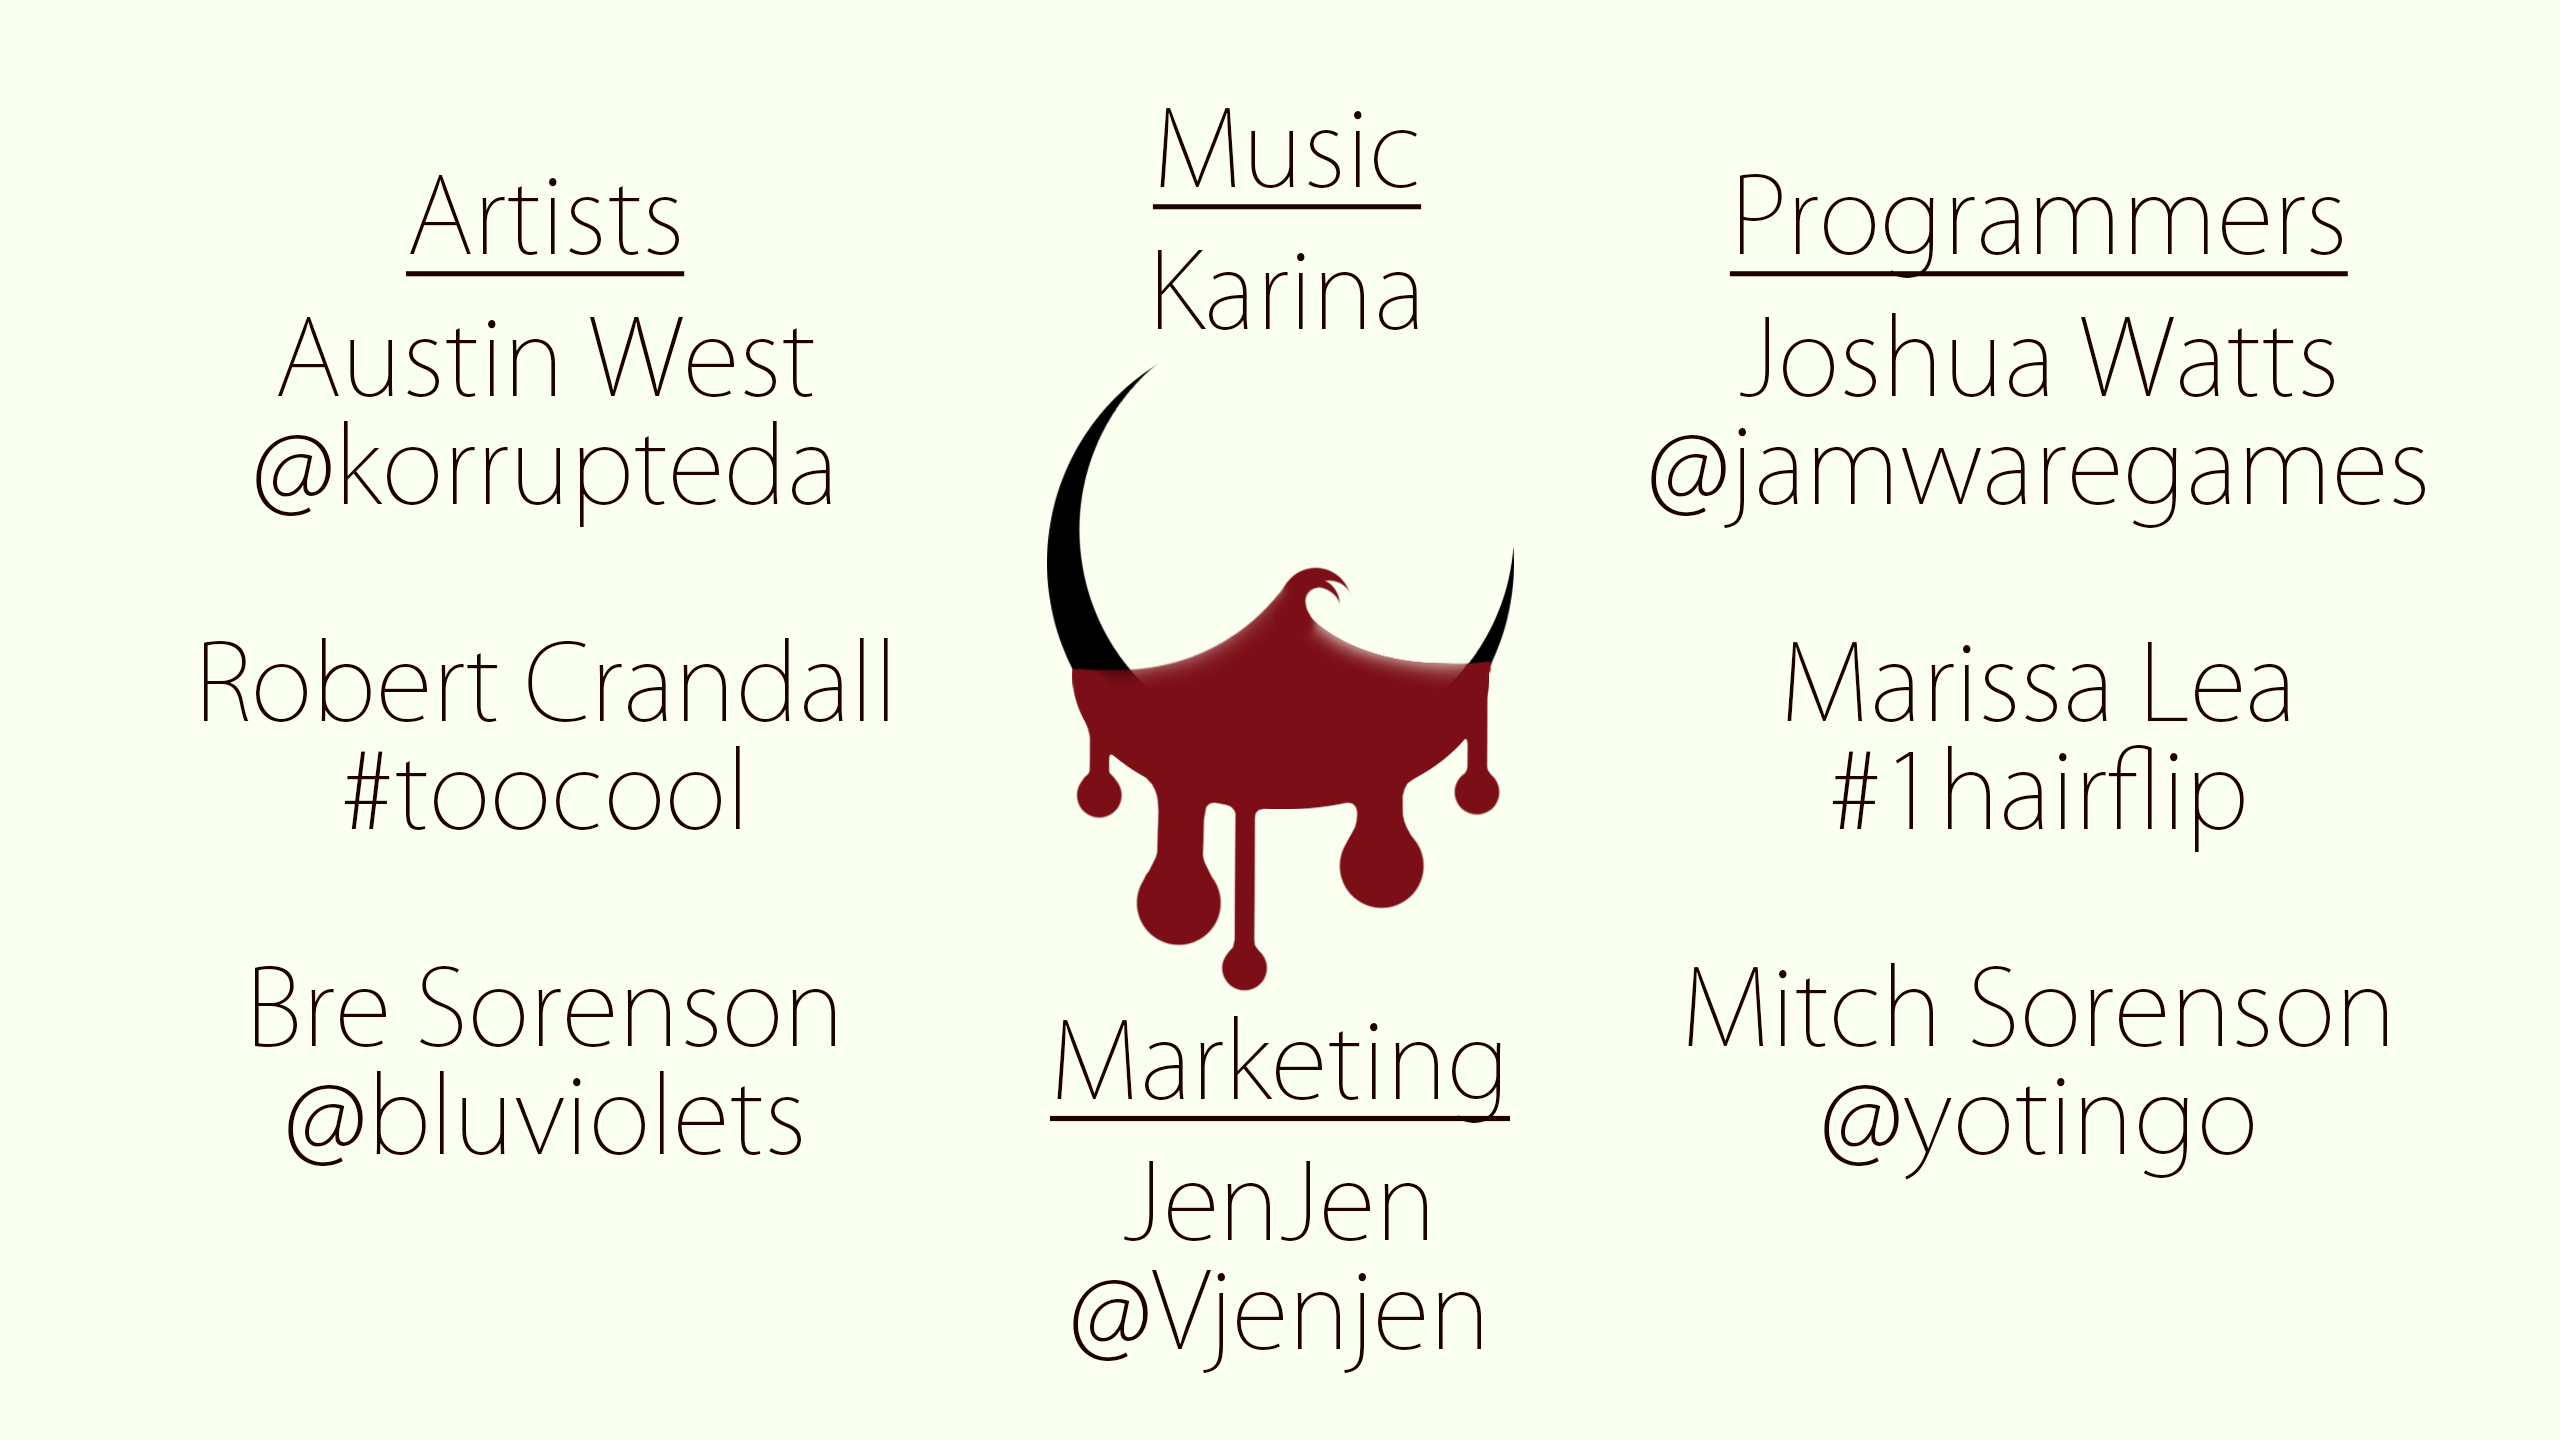 Artists
Austin West
@korrupteda
Robert Crandall
#toocool
Bre Sorenson
@bluviolets
Music
Karina
Marketing
JenJen
@Vjenjen
Programmers
Joshua Watts
@jamwaregames
Marissa Lea
#1hairflip
Mitch Sorenson
@yotingo